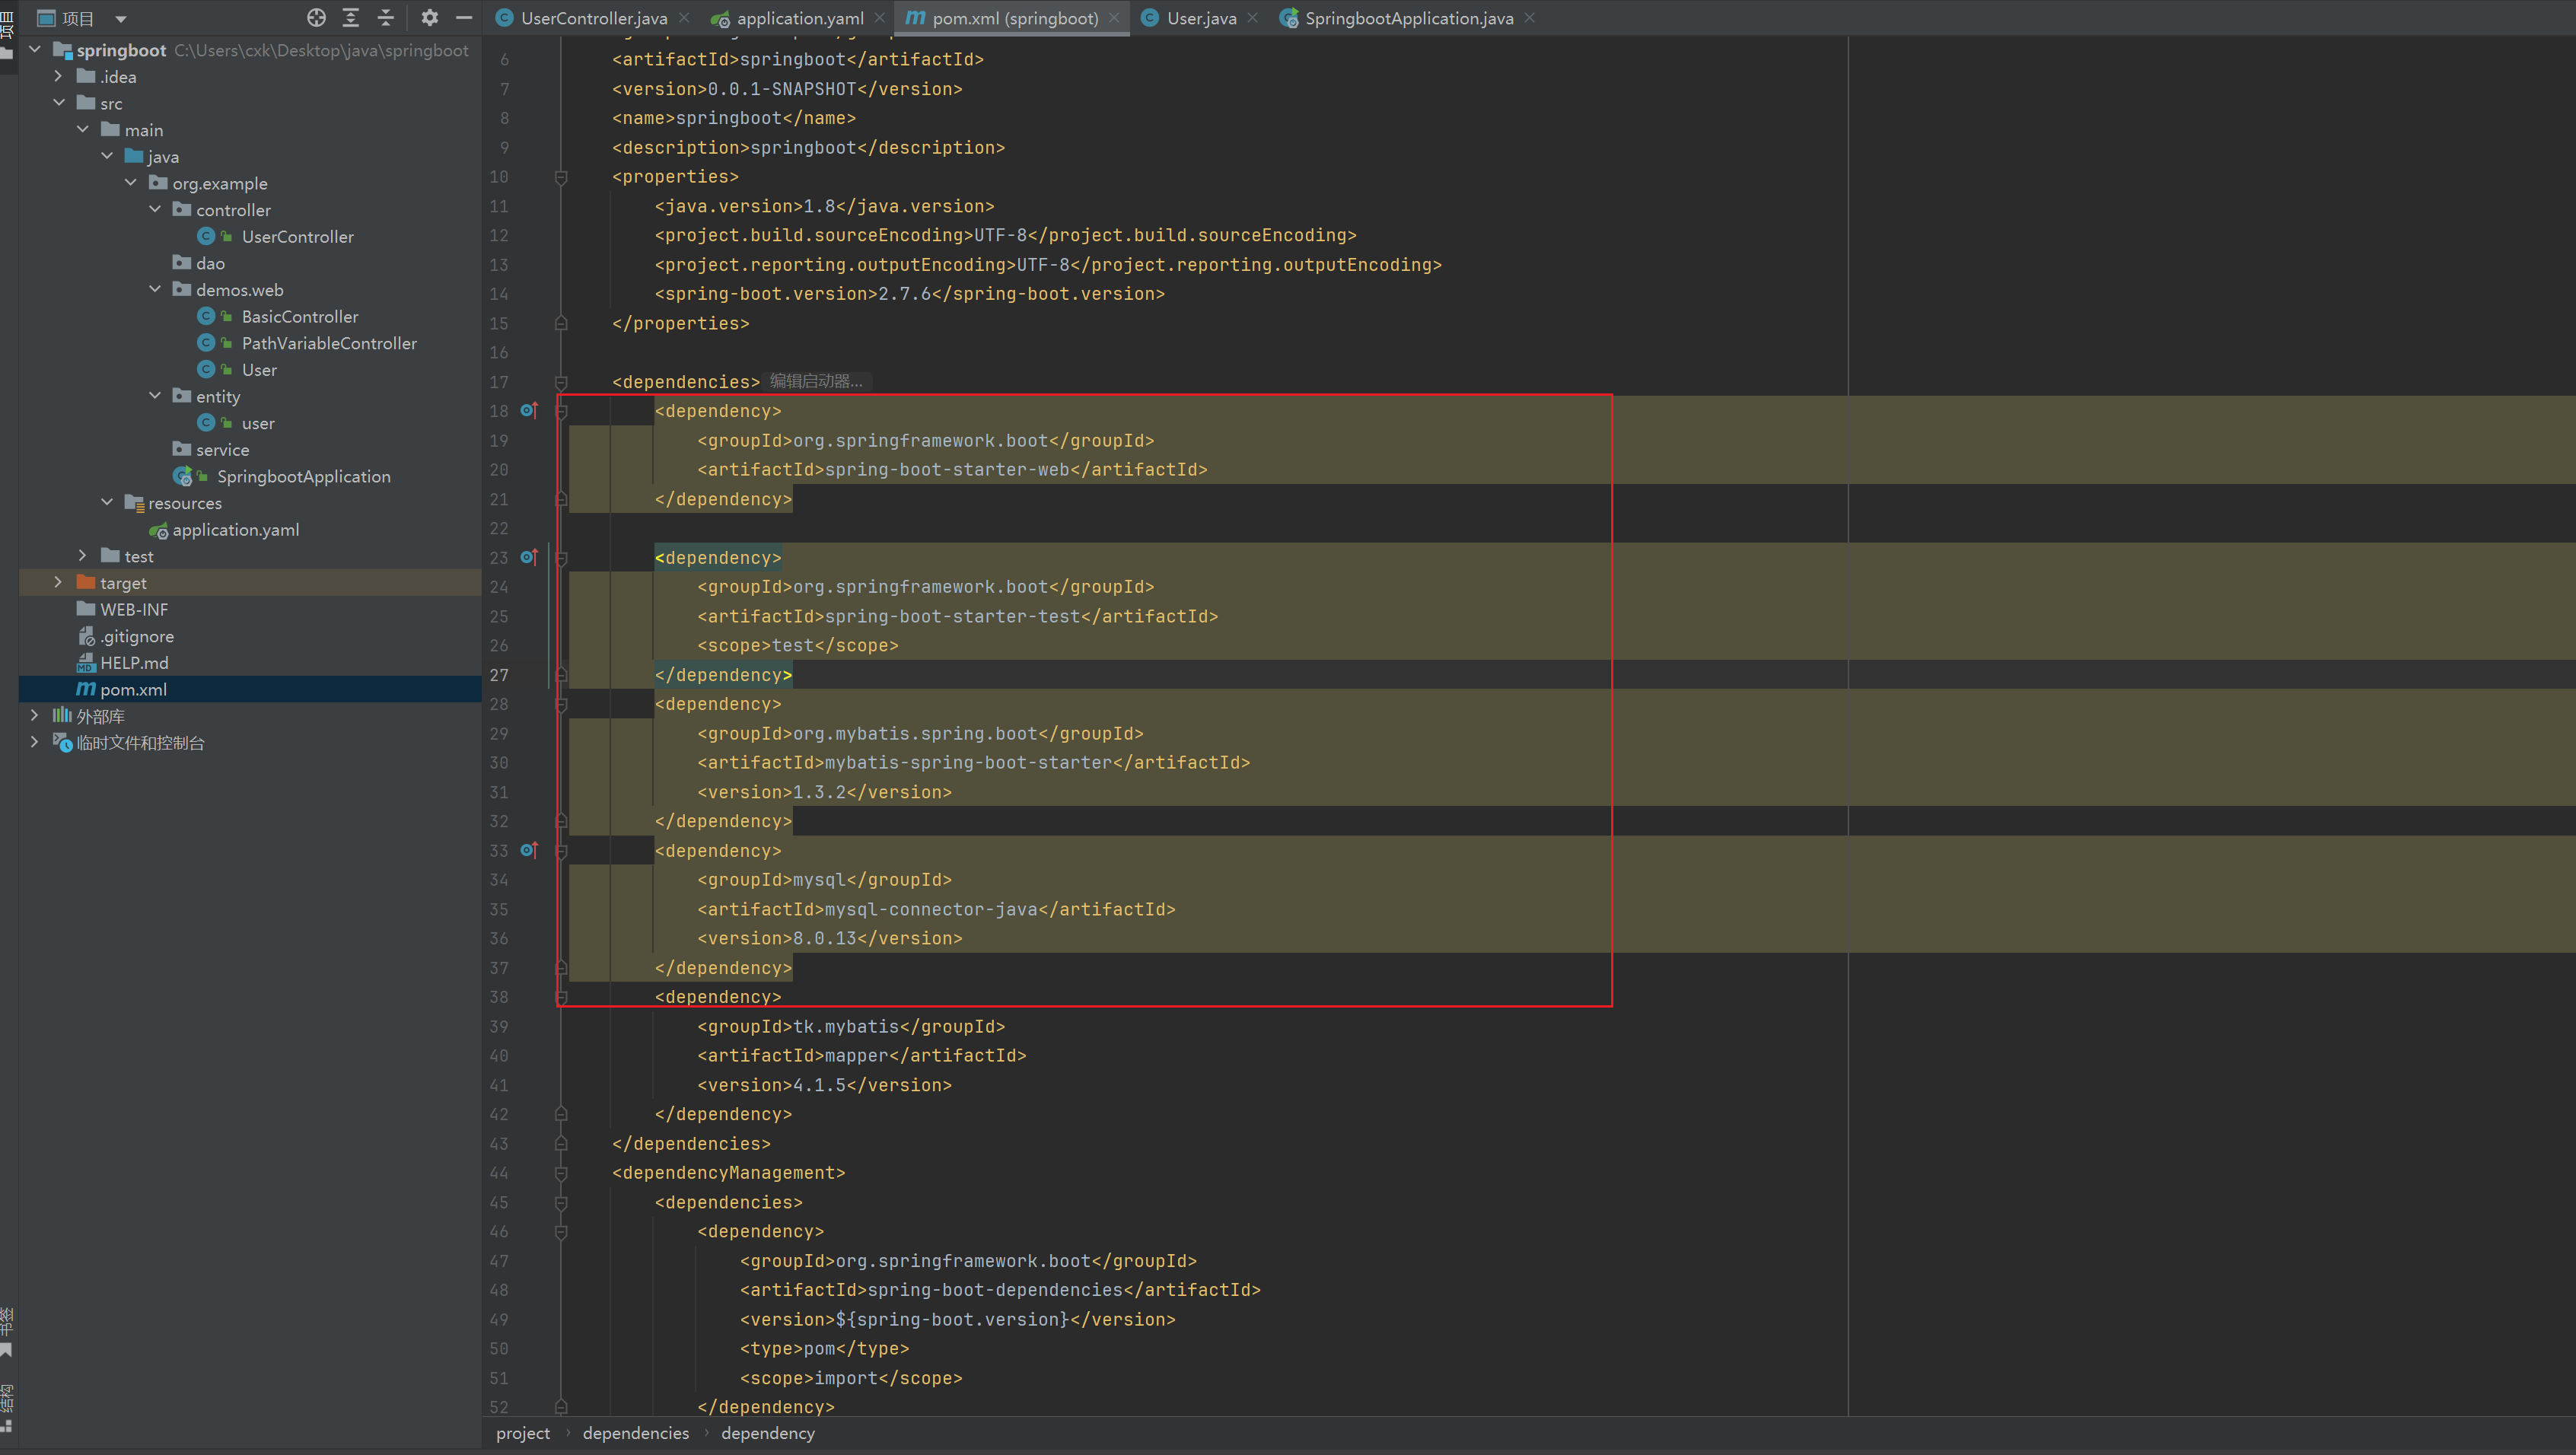 项目
UserController.java
application.yaml
pom.xml (springboot)
User.java
SpringbootApplication.java
项目
springboot C:\Users\cxk\Desktop\java\springboot
.idea
src
main
java
org.example
controller
UserController
dao
demos.web
BasicController
PathVariableController
User
entity
user
service
SpringbootApplication
resources
application.yaml
test
target
WEB-INF
.gitignore
HELP.md
pom.xml
外部库
临时文件和控制台
书签
结构
6 <artifactId>springboot</artifactId>
7 <version>0.0.1-SNAPSHOT</version>
8 <name>springboot</name>
9 <description>springboot</description>
10 <properties>
11 <java.version>1.8</java.version>
12 <project.build.sourceEncoding>UTF-8</project.build.sourceEncoding>
13 <project.reporting.outputEncoding>UTF-8</project.reporting.outputEncoding>
14 <spring-boot.version>2.7.6</spring-boot.version>
15 </properties>
16
17 <dependencies> 编辑启动器...
18 <dependency>
19 <groupId>org.springframework.boot</groupId>
20 <artifactId>spring-boot-starter-web</artifactId>
21 </dependency>
22
23 <dependency>
24 <groupId>org.springframework.boot</groupId>
25 <artifactId>spring-boot-starter-test</artifactId>
26 <scope>test</scope>
27 </dependency>
28 <dependency>
29 <groupId>org.mybatis.spring.boot</groupId>
30 <artifactId>mybatis-spring-boot-starter</artifactId>
31 <version>1.3.2</version>
32 </dependency>
33 <dependency>
34 <groupId>mysql</groupId>
35 <artifactId>mysql-connector-java</artifactId>
36 <version>8.0.13</version>
37 </dependency>
38 <dependency>
39 <groupId>tk.mybatis</groupId>
40 <artifactId>mapper</artifactId>
41 <version>4.1.5</version>
42 </dependency>
43 </dependencies>
44 <dependencyManagement>
45 <dependencies>
46 <dependency>
47 <groupId>org.springframework.boot</groupId>
48 <artifactId>spring-boot-dependencies</artifactId>
49 <version>${spring-boot.version}</version>
50 <type>pom</type>
51 <scope>import</scope>
52 </dependency>
project › dependencies › dependency